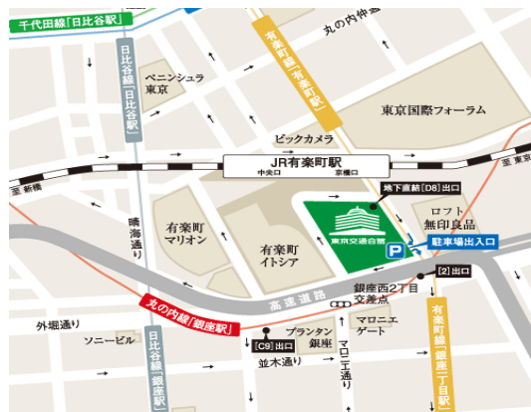 千代田線「日比谷駅」
丸の内仲通り
日比谷線「日比谷駅」
ペニンシュラ
東京
有楽町線「有楽町駅」
東京国際フォーラム
ビックカメラ
JR有楽町駅
中央口
京橋口
至 新橋
至 東京
地下直結[D8]出口
ロフト
無印良品
東京交通会館
P
駐車場出入口
晴海通り
有楽町
マリオン
有楽町
イトシア
[2]出口
高速道路
銀座西2丁目
交差点
丸の内線「銀座駅」
外堀通り
ソニービル
日比谷線「銀座駅」
[C9]出口
プランタン
銀座
並木通り
マロニエ
ゲート
マロニエ通り
有楽町線「銀座一丁目駅」